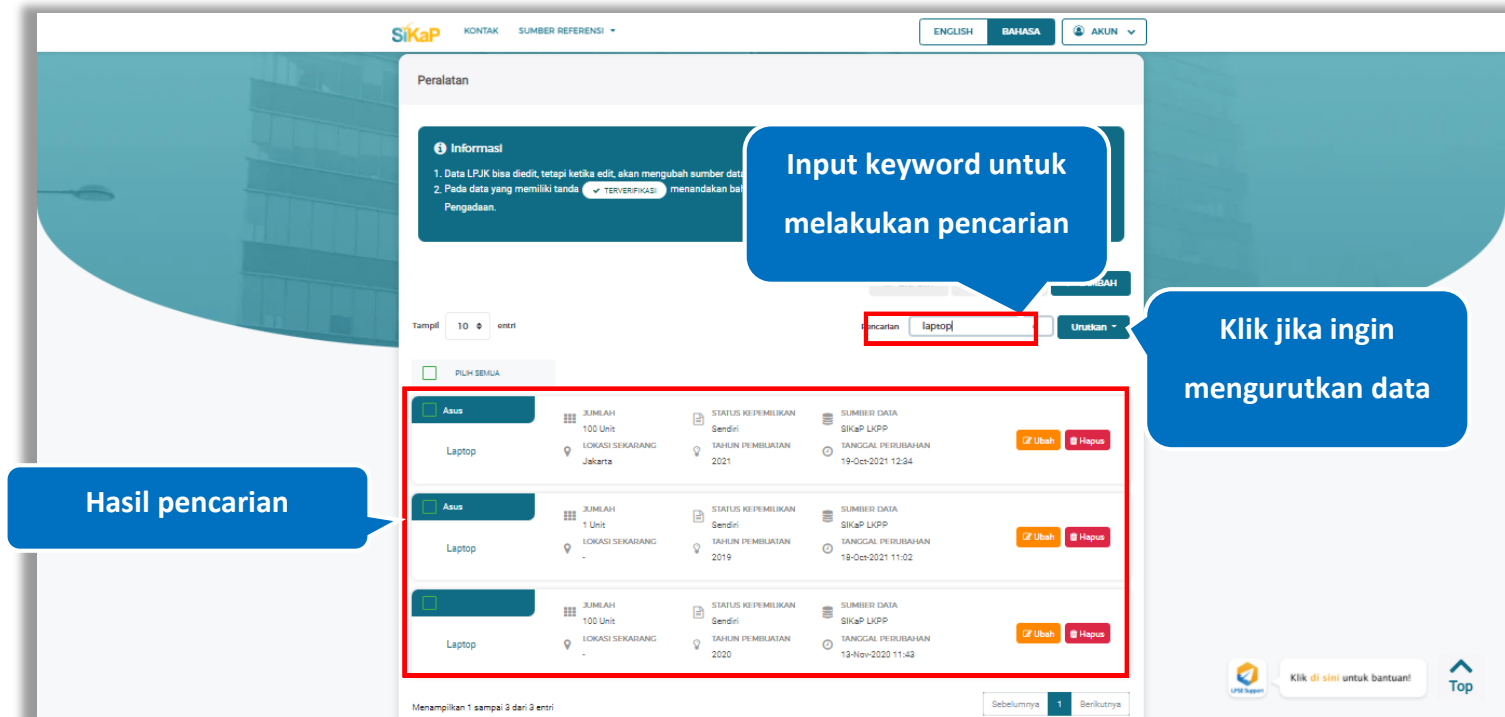 SiKaP KONTAK SUMBER REFERENSI ENGLISH BAHASA AKUN
Peralatan
Informasi
1. Data LPJK bisa diedit, tetapi ketika edit, akan mengubah sumber data
2. Pada data yang memiliki tanda TERVERIFIKASI menandakan bah
Pengadaan.
Input keyword untuk
melakukan pencarian
Tampil 10 entri
Pencarian laptop Urutkan
Klik jika ingin
mengurutkan data
PILIH SEMUA
Asus
JUMLAH STATUS KEPEMILIKAN SUMBER DATA
100 Unit Sendiri SIKaP LKPP
Laptop LOKASI SEKARANG TAHUN PEMBUATAN TANGGAL PERUBAHAN Ubah Hapus
Jakarta 2021 19-Oct-2021 12:34
Hasil pencarian
Asus
JUMLAH STATUS KEPEMILIKAN SUMBER DATA
1 Unit Sendiri SIKaP LKPP
Laptop LOKASI SEKARANG TAHUN PEMBUATAN TANGGAL PERUBAHAN Ubah Hapus
- 2019 18-Oct-2021 11:02
JUMLAH STATUS KEPEMILIKAN SUMBER DATA
100 Unit Sendiri SIKaP LKPP
Laptop LOKASI SEKARANG TAHUN PEMBUATAN TANGGAL PERUBAHAN Ubah Hapus
- 2020 13-Nov-2020 11:43
LPSE Support Klik di sini untuk bantuan! Top
Menampilkan 1 sampai 3 dari 3 entri Sebelumnya 1 Berikutnya